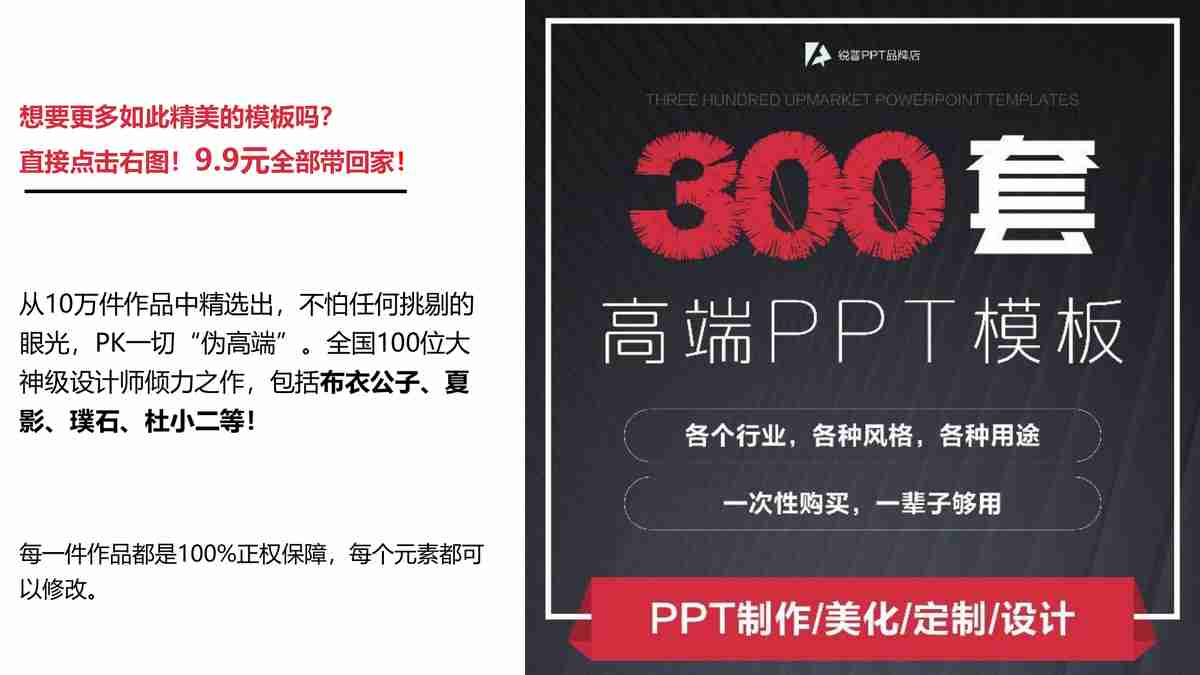 想要更多如此精美的模板吗？
直接点击右图！9.9元全部带回家！
从10万件作品中精选出，不怕任何挑剔的
眼光，PK一切“伪高端”。全国100位大
神级设计师倾力之作，包括布衣公子、夏
影、璞石、杜小二等！
每一件作品都是100%正权保障，每个元素都可
以修改。
锐普PPT品牌店
THREE HUNDRED UPMARKET POWERPOINT TEMPLATES
300套
高端PPT模板
各个行业，各种风格，各种用途
一次性购买，一辈子够用
PPT制作/美化/定制/设计